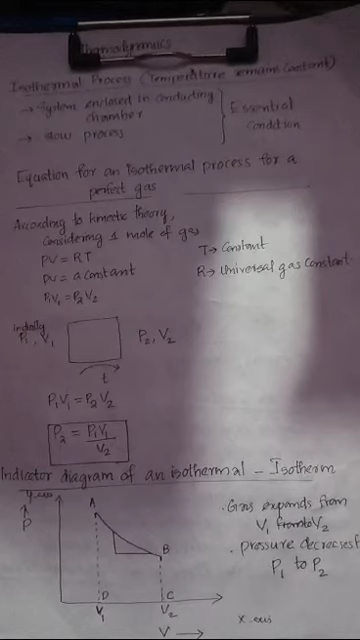 Thermodynamics
Isothermal Process (Temperature remains Constant)
→ System enclosed in conducting chamber
→ slow process
Essential Condition
Equation for an Isothermal process for a perfect gas
According to kinetic theory,
Considering 1 mole of gas
PV = RT
PV = a constant
P₁V₁ = P₂V₂
T → Constant
R → Universal gas Constant
Initially
P₁, V₁
P₂, V₂
t
P₁V₁ = P₂V₂
P₂ = P₁V₁
V₂
Indicator diagram of an isothermal - Isotherm
y axis
↑
P
A
B
D
C
V₁
V₂
V →
X axis
. Gas expands from
V₁ to V₂
. pressure decreases
P₁ to P₂